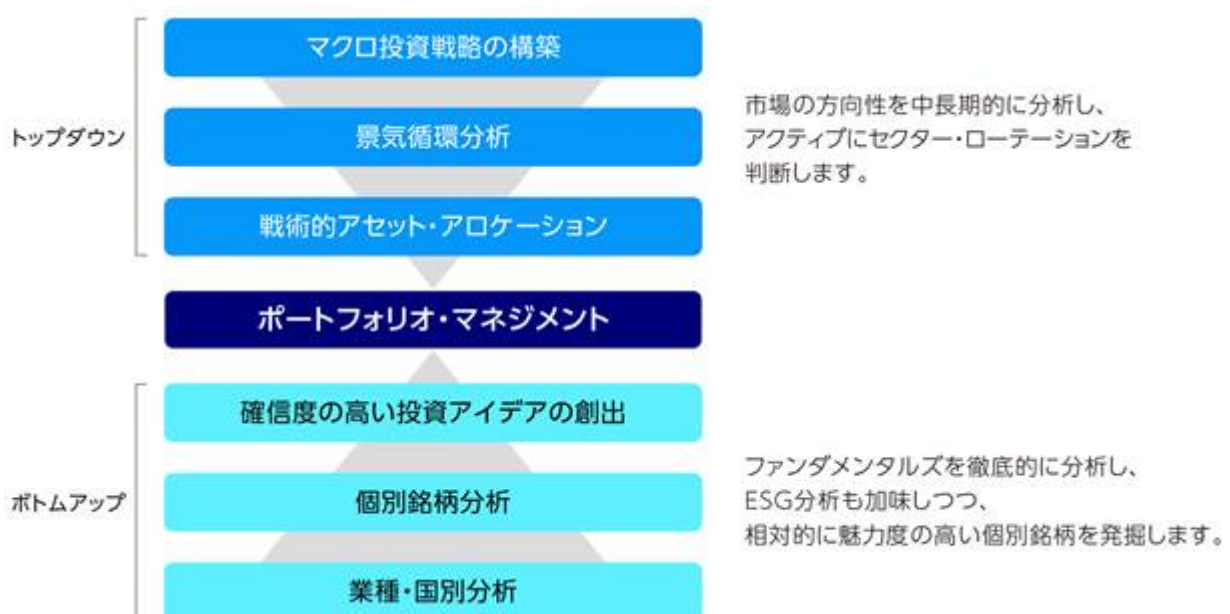 マクロ投資戦略の構築
トップダウン
景気循環分析
戦術的アセット・アロケーション
市場の方向性を中長期的に分析し、
アクティブにセクター・ローテーションを
判断します。
ポートフォリオ・マネジメント
確信度の高い投資アイデアの創出
ボトムアップ
個別銘柄分析
業種・国別分析
ファンダメンタルズを徹底的に分析し、
ESG分析も加味しつつ、
相対的に魅力度の高い個別銘柄を発掘します。